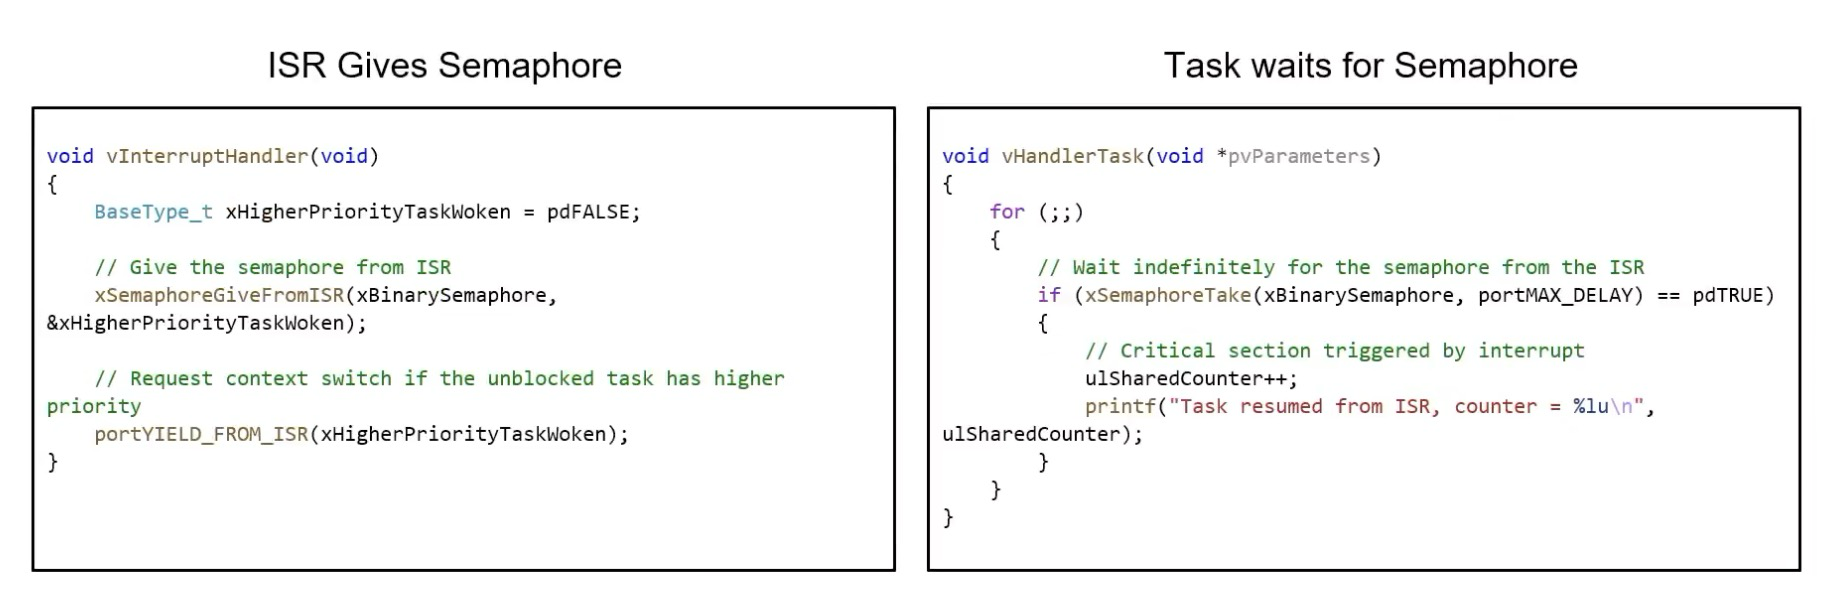 ISR Gives Semaphore
void vInterruptHandler(void)
{
    BaseType_t xHigherPriorityTaskWoken = pdFALSE;
    // Give the semaphore from ISR
    xSemaphoreGiveFromISR(xBinarySemaphore,
&xHigherPriorityTaskWoken);
    // Request context switch if the unblocked task has higher
priority
    portYIELD_FROM_ISR(xHigherPriorityTaskWoken);
}
Task waits for Semaphore
void vHandlerTask(void *pvParameters)
{
    for (;;)
    {
        // Wait indefinitely for the semaphore from the ISR
        if (xSemaphoreTake(xBinarySemaphore, portMAX_DELAY) == pdTRUE)
        {
            // Critical section triggered by interrupt
            ulSharedCounter++;
            printf("Task resumed from ISR, counter = %lu\n",
ulSharedCounter);
        }
    }
}